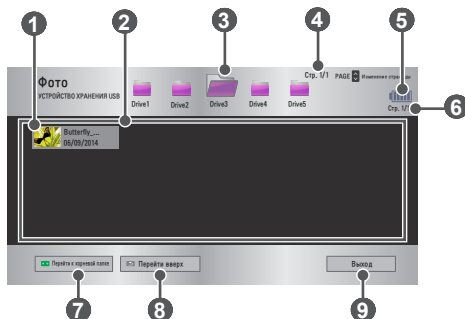 1
2
3
4
5
Стр. 1/1 PAGE Изменение страницы
Фото
УСТРОЙСТВО ХРАНЕНИЯ USB
Drive1 Drive2 Drive3 Drive4 Drive5
Стр. 1/1
6
Butterfly_...
06/09/2014
Перейти к корневой папке Перейти вверх Выход
7
8
9